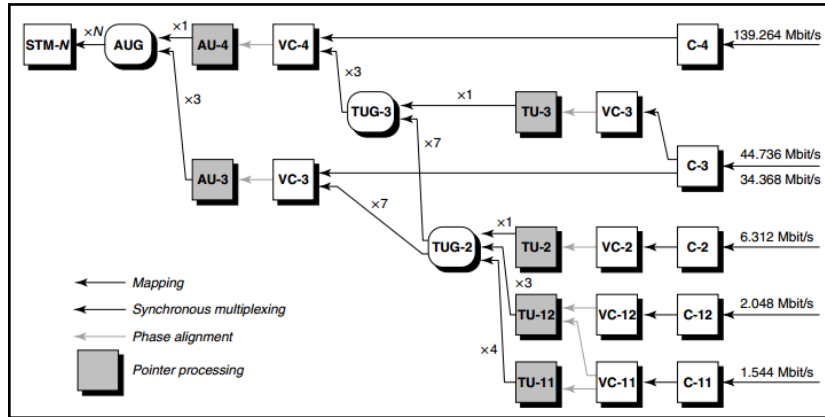 STM-N
×N
AUG
×1
AU-4
VC-4
C-4
139.264 Mbit/s
×3
×3
TUG-3
×1
TU-3
VC-3
×7
44.736 Mbit/s
C-3
34.368 Mbit/s
AU-3
VC-3
×7
×1
TUG-2
TU-2
VC-2
C-2
6.312 Mbit/s
×3
TU-12
VC-12
C-12
2.048 Mbit/s
×4
TU-11
VC-11
C-11
1.544 Mbit/s
Mapping
Synchronous multiplexing
Phase alignment
Pointer processing